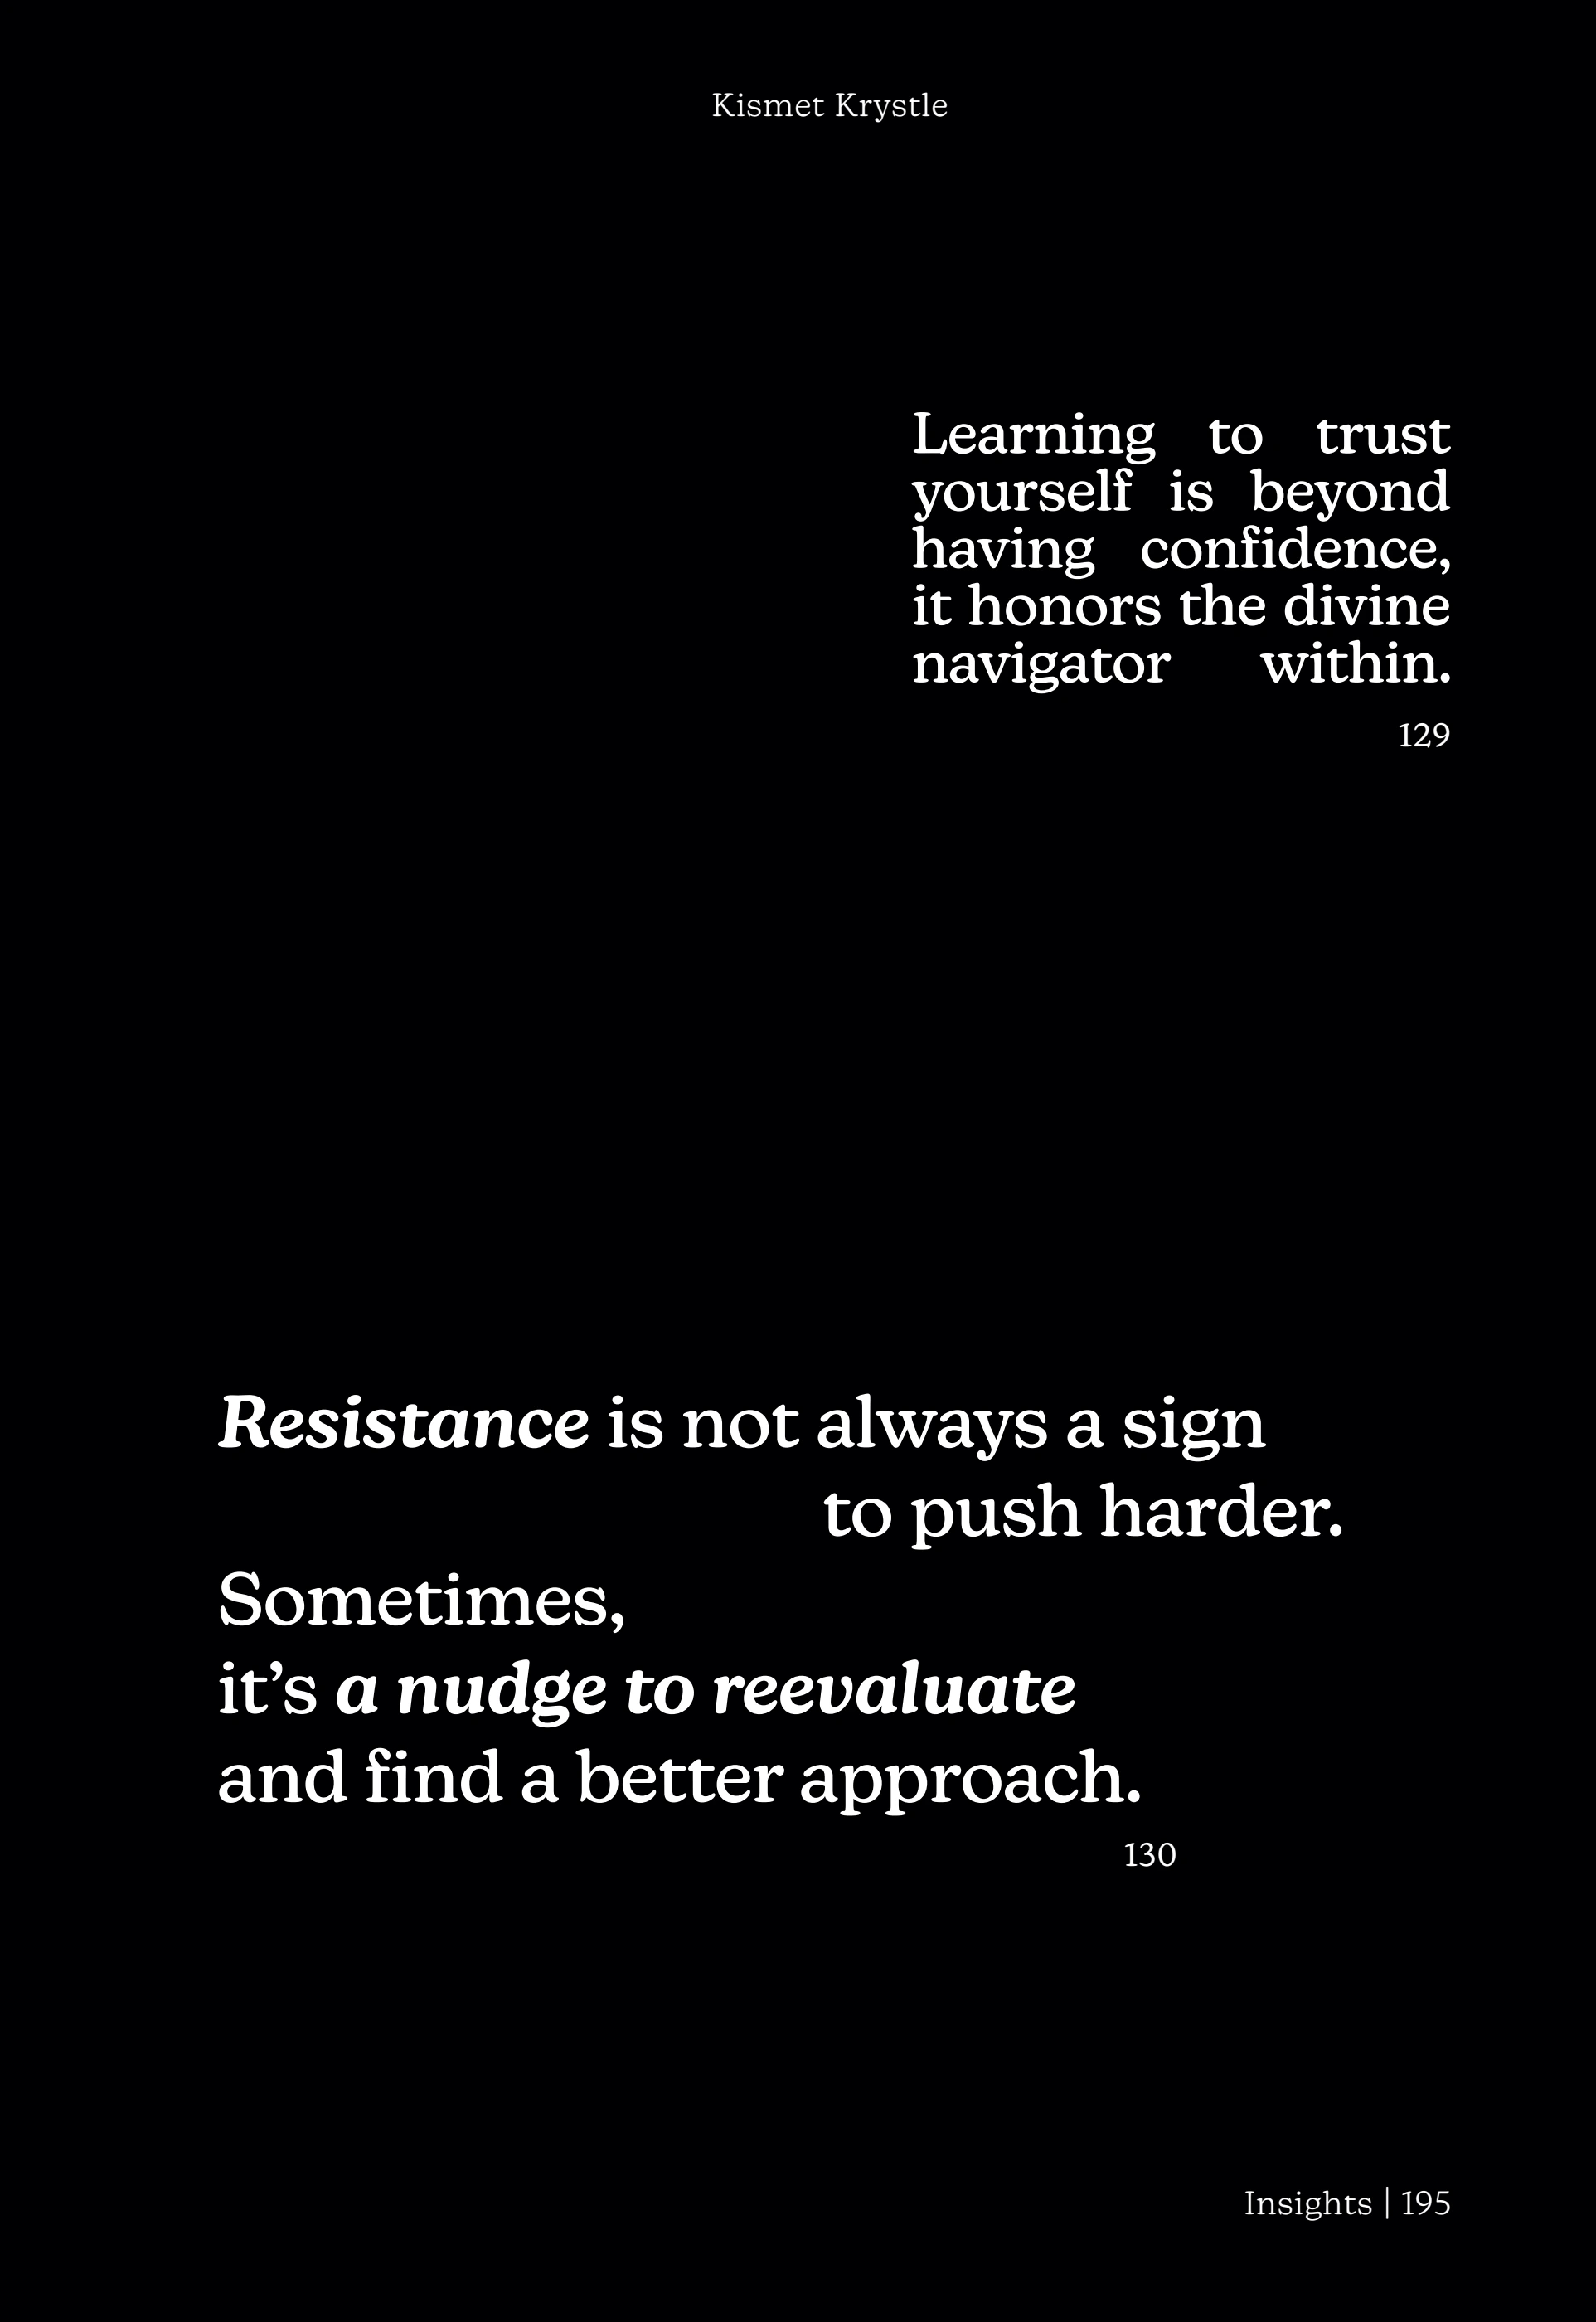 Kismet Krystle
Learning to trust
yourself is beyond
having confidence,
it honors the divine
navigator within.
129
Resistance is not always a sign
to push harder.
Sometimes,
it’s a nudge to reevaluate
and find a better approach.
130
Insights | 195